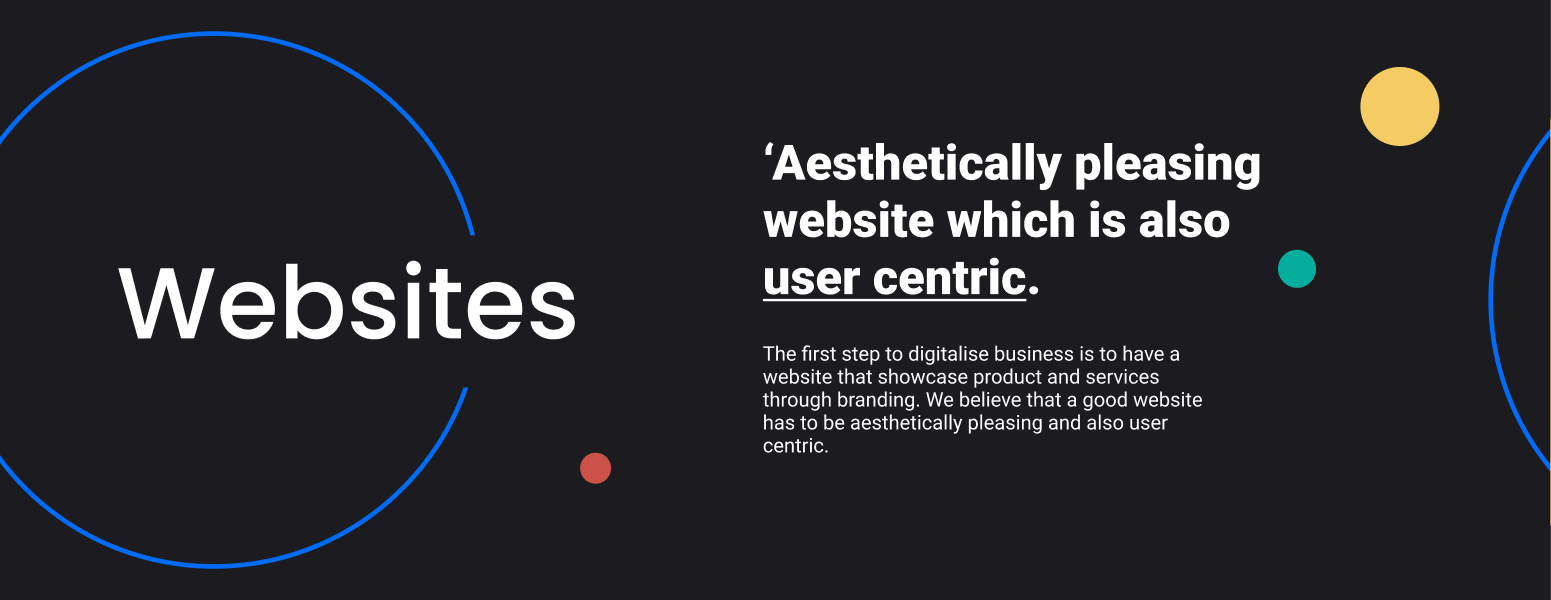 Websites
‘Aesthetically pleasing
website which is also
user centric.
The first step to digitalise business is to have a
website that showcase product and services
through branding. We believe that a good website
has to be aesthetically pleasing and also user
centric.